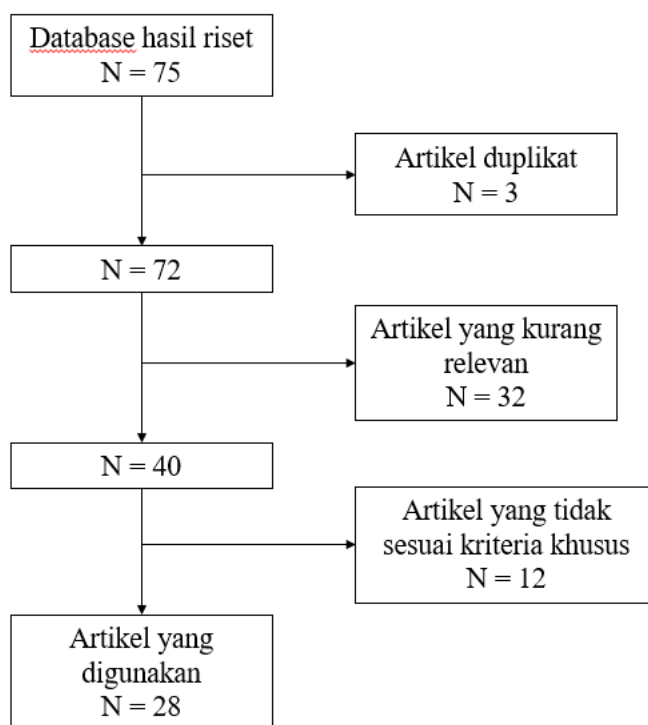 Database hasil riset
N = 75
Artikel duplikat
N = 3
N = 72
Artikel yang kurang
relevan
N = 32
N = 40
Artikel yang tidak
sesuai kriteria khusus
N = 12
Artikel yang
digunakan
N = 28